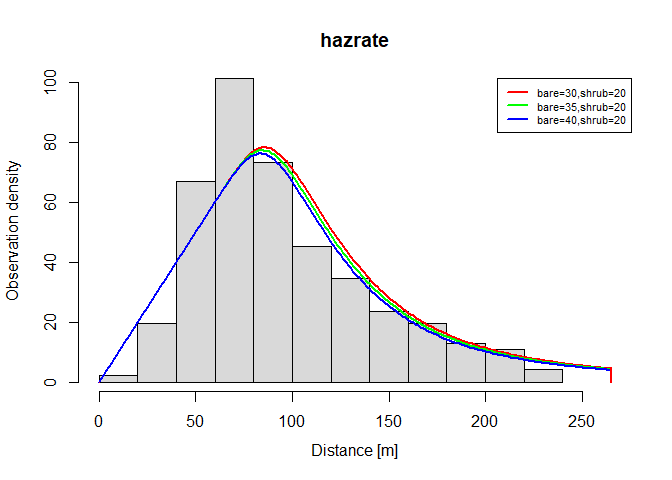 hazrate
bare=30,shrub=20
bare=35,shrub=20
bare=40,shrub=20
Observation density
100
80
60
40
20
0
0 50 100 150 200 250
Distance [m]